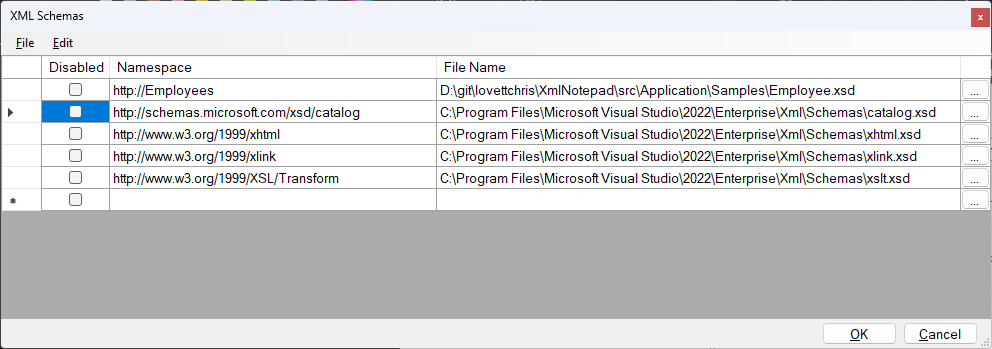 XML Schemas
x
File Edit
Disabled Namespace File Name
http://Employees D:\git\lovettchris\XmlNotepad\src\Application\Samples\Employee.xsd ...
http://schemas.microsoft.com/xsd/catalog C:\Program Files\Microsoft Visual Studio\2022\Enterprise\Xml\Schemas\catalog.xsd ...
http://www.w3.org/1999/xhtml C:\Program Files\Microsoft Visual Studio\2022\Enterprise\Xml\Schemas\xhtml.xsd ...
http://www.w3.org/1999/xlink C:\Program Files\Microsoft Visual Studio\2022\Enterprise\Xml\Schemas\xlink.xsd ...
http://www.w3.org/1999/XSL/Transform C:\Program Files\Microsoft Visual Studio\2022\Enterprise\Xml\Schemas\xslt.xsd ...
* ...
OK Cancel